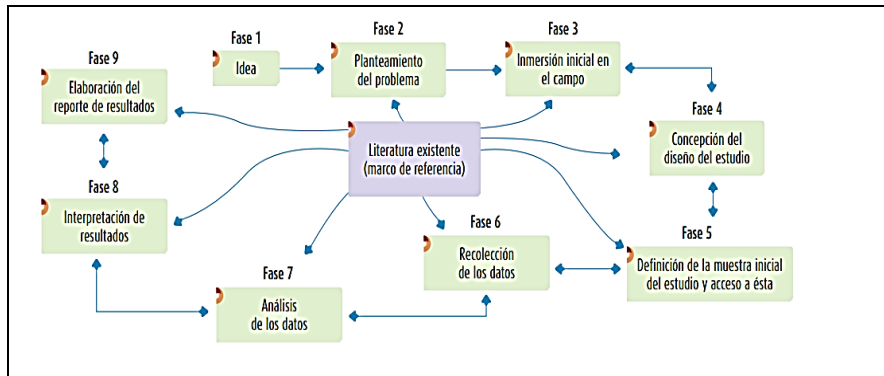 Fase 1
Idea
Fase 2
Planteamiento
del problema
Fase 3
Inmersión inicial en
el campo
Fase 4
Concepción del
diseño del estudio
Fase 5
Definición de la muestra inicial
del estudio y acceso a ésta
Fase 6
Recolección
de los datos
Fase 7
Análisis
de los datos
Fase 8
Interpretación de
resultados
Fase 9
Elaboración del
reporte de resultados
Literatura existente
(marco de referencia)